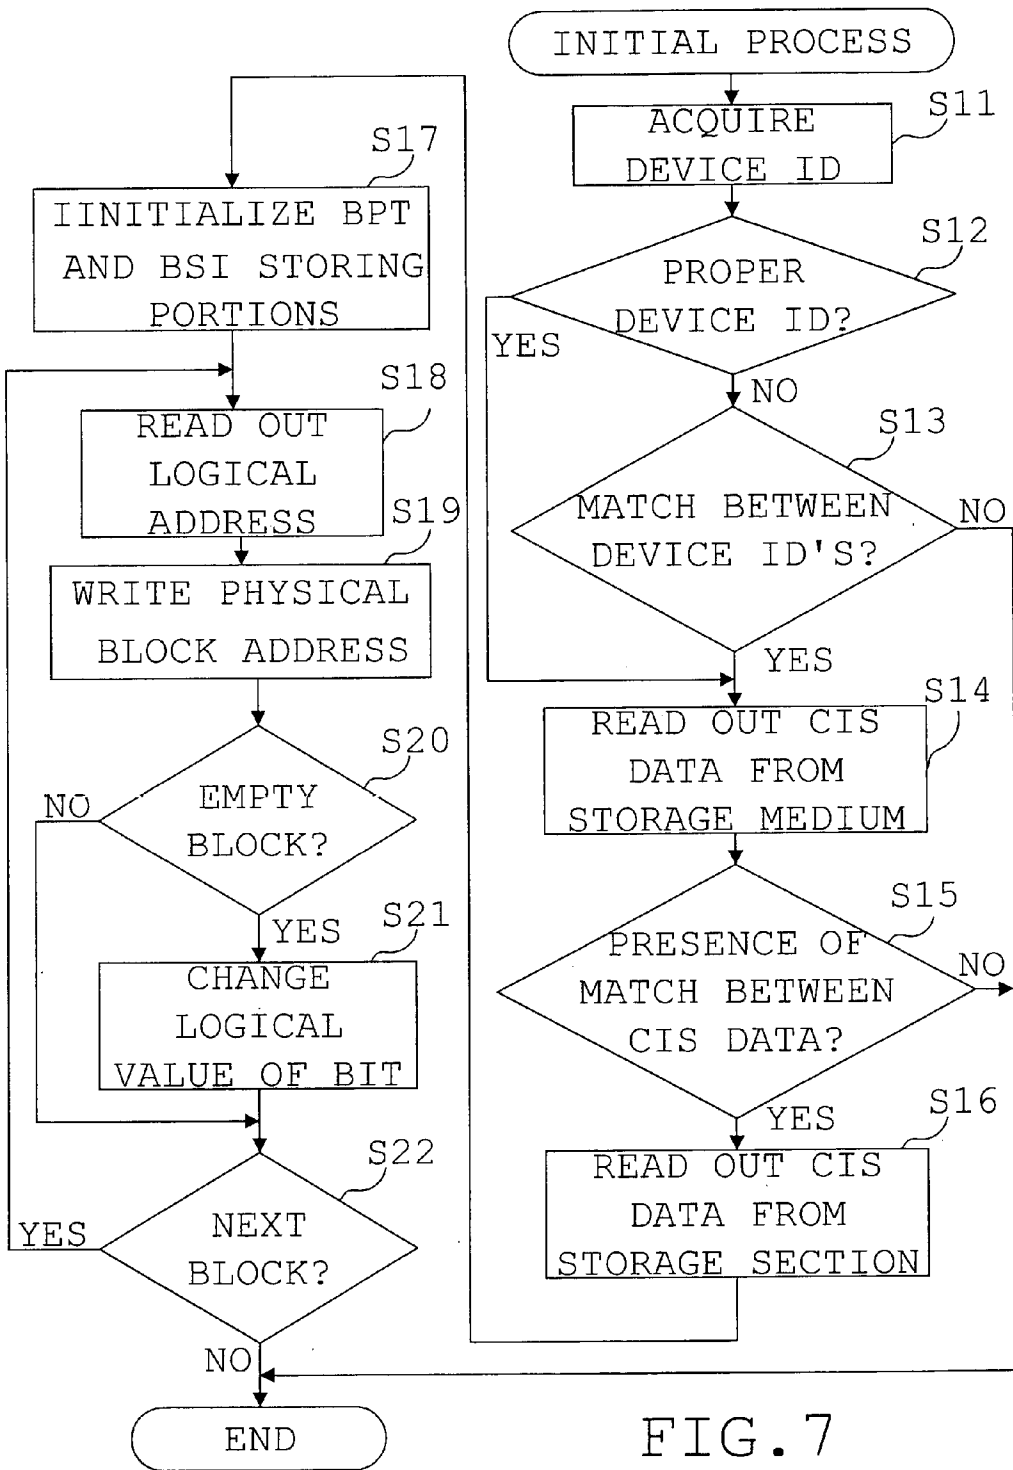 INITIAL PROCESS
S11
ACQUIRE
DEVICE ID
S12
PROPER
DEVICE ID?
YES
NO
S13
MATCH BETWEEN
DEVICE ID'S?
NO
YES
S14
READ OUT CIS
DATA FROM
STORAGE MEDIUM
S15
PRESENCE OF
MATCH BETWEEN
CIS DATA?
NO
YES
S16
READ OUT CIS
DATA FROM
STORAGE SECTION
S17
IINITIALIZE BPT
AND BSI STORING
PORTIONS
S18
READ OUT
LOGICAL
ADDRESS
S19
WRITE PHYSICAL
BLOCK ADDRESS
S20
EMPTY
BLOCK?
NO
YES
S21
CHANGE
LOGICAL
VALUE OF BIT
S22
NEXT
BLOCK?
YES
NO
END
FIG.7